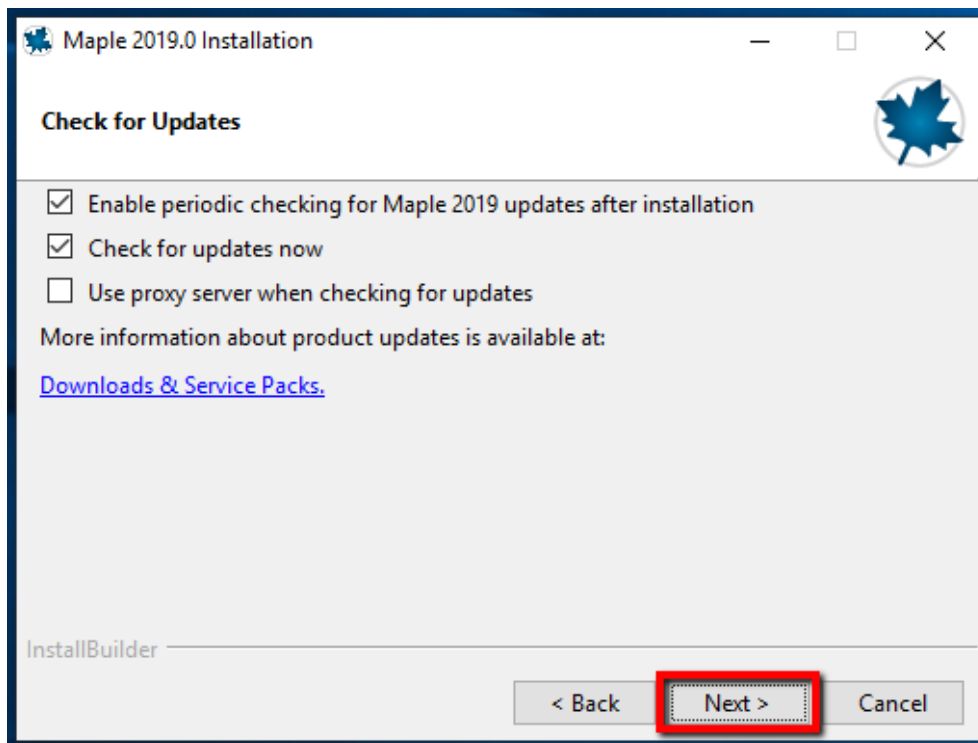 Maple 2019.0 Installation
Check for Updates
Enable periodic checking for Maple 2019 updates after installation
Check for updates now
Use proxy server when checking for updates
More information about product updates is available at:
Downloads & Service Packs.
InstallBuilder
< Back Next > Cancel